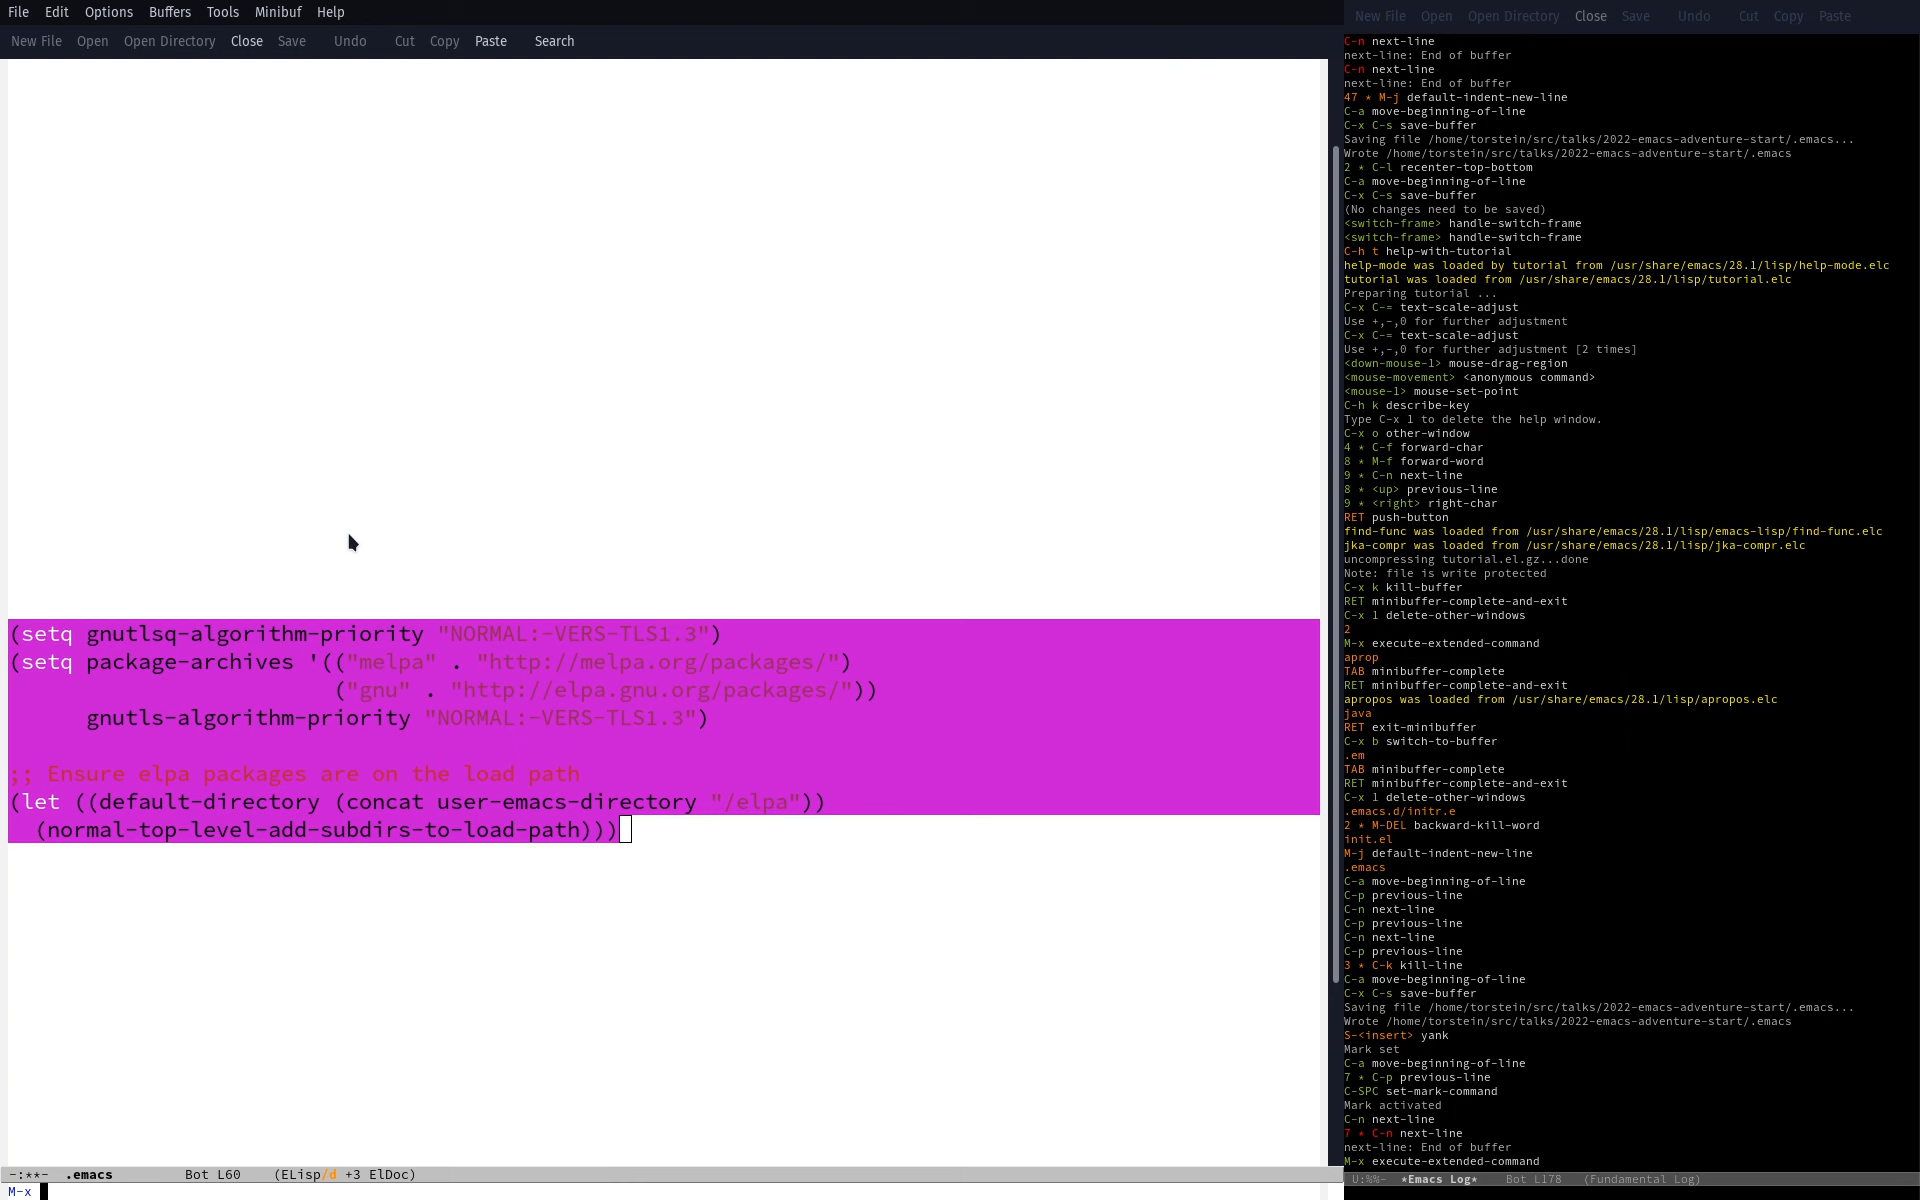 File Edit Options Buffers Tools Minibuf Help
New File Open Open Directory Close Save Undo Cut Copy Paste Search
(setq gnutlsq-algorithm-priority "NORMAL:-VERS-TLS1.3")
(setq package-archives '(("melpa" . "http://melpa.org/packages/")
("gnu" . "http://elpa.gnu.org/packages/"))
gnutls-algorithm-priority "NORMAL:-VERS-TLS1.3")
;; Ensure elpa packages are on the load path
(let ((default-directory (concat user-emacs-directory "/elpa"))
(normal-top-level-add-subdirs-to-load-path)))
-:**- .emacs Bot L60 (ELisp/d +3 ElDoc)
M-x
New File Open Open Directory Close Save Undo Cut Copy Paste
C-n next-line
next-line: End of buffer
C-n next-line
next-line: End of buffer
47 * M-j default-indent-new-line
C-a move-beginning-of-line
C-x C-s save-buffer
Saving file /home/torstein/src/talks/2022-emacs-adventure-start/.emacs...
Wrote /home/torstein/src/talks/2022-emacs-adventure-start/.emacs
2 * C-l recenter-top-bottom
C-a move-beginning-of-line
C-x C-s save-buffer
(No changes need to be saved)
<switch-frame> handle-switch-frame
<switch-frame> handle-switch-frame
C-h t help-with-tutorial
help-mode was loaded by tutorial from /usr/share/emacs/28.1/lisp/help-mode.elc
tutorial was loaded from /usr/share/emacs/28.1/lisp/tutorial.elc
Preparing tutorial ...
C-x C-= text-scale-adjust
Use +,-,0 for further adjustment
C-x C-= text-scale-adjust
Use +,-,0 for further adjustment [2 times]
<down-mouse-1> mouse-drag-region
<mouse-movement> <anonymous command>
<mouse-1> mouse-set-point
C-h k describe-key
Type C-x 1 to delete the help window.
C-x o other-window
4 * C-f forward-char
8 * M-f forward-word
9 * C-n next-line
8 * <up> previous-line
9 * <right> right-char
RET push-button
find-func was loaded from /usr/share/emacs/28.1/lisp/emacs-lisp/find-func.elc
jka-compr was loaded from /usr/share/emacs/28.1/lisp/jka-compr.elc
uncompressing tutorial.el.gz...done
Note: file is write protected
C-x k kill-buffer
RET minibuffer-complete-and-exit
C-x 1 delete-other-windows
2
M-x execute-extended-command
aprop
TAB minibuffer-complete
RET minibuffer-complete-and-exit
apropos was loaded from /usr/share/emacs/28.1/lisp/apropos.elc
java
RET exit-minibuffer
C-x b switch-to-buffer
.em
TAB minibuffer-complete
RET minibuffer-complete-and-exit
C-x 1 delete-other-windows
.emacs.d/initr.e
2 * M-DEL backward-kill-word
init.el
M-j default-indent-new-line
.emacs
C-a move-beginning-of-line
C-p previous-line
C-n next-line
C-p previous-line
C-n next-line
C-p previous-line
3 * C-k kill-line
C-a move-beginning-of-line
C-x C-s save-buffer
Saving file /home/torstein/src/talks/2022-emacs-adventure-start/.emacs...
Wrote /home/torstein/src/talks/2022-emacs-adventure-start/.emacs
S-<insert> yank
Mark set
C-a move-beginning-of-line
7 * C-p previous-line
C-SPC set-mark-command
Mark activated
C-n next-line
7 * C-n next-line
next-line: End of buffer
M-x execute-extended-command
U:%%- *Emacs Log* Bot L178 (Fundamental Log)